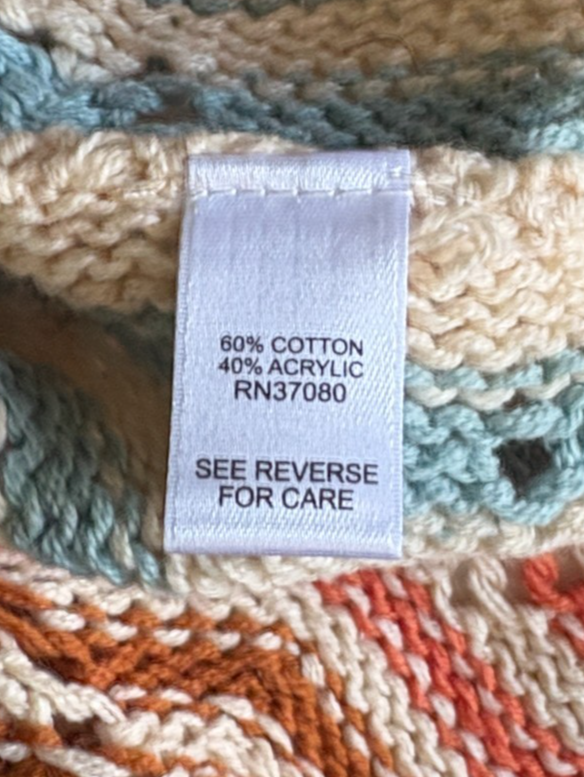 60% COTTON
40% ACRYLIC
RN37080
SEE REVERSE
FOR CARE